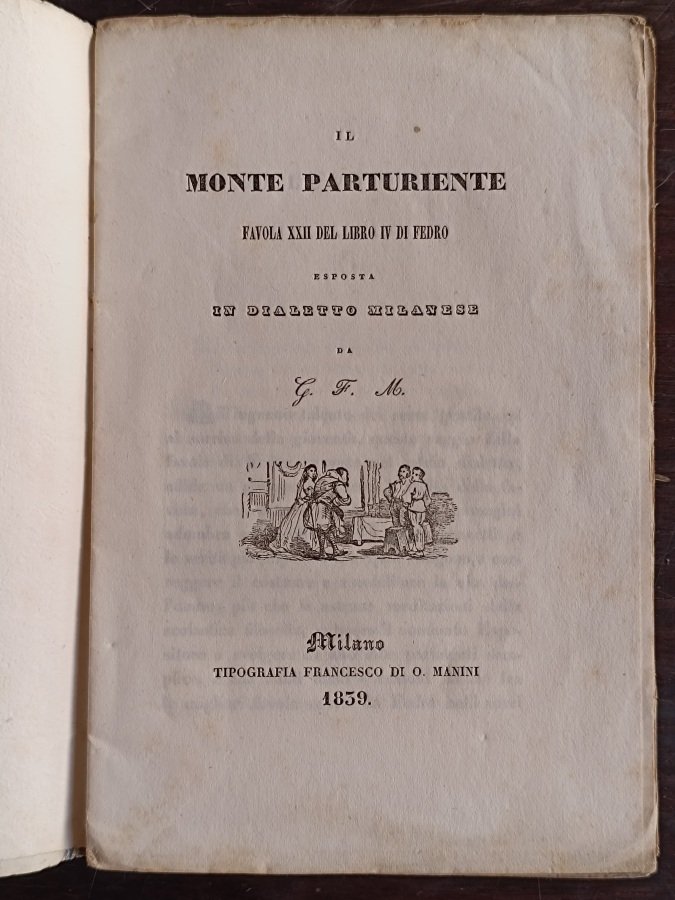 IL
MONTE PARTURIENTE
FAVOLA XXII DEL LIBRO IV DI FEDRO
ESPOSTA
IN DIALETTO MILANESE
DA
G. F. M.
Milano
TIPOGRAFIA FRANCESCO DI O. MANINI
1839.